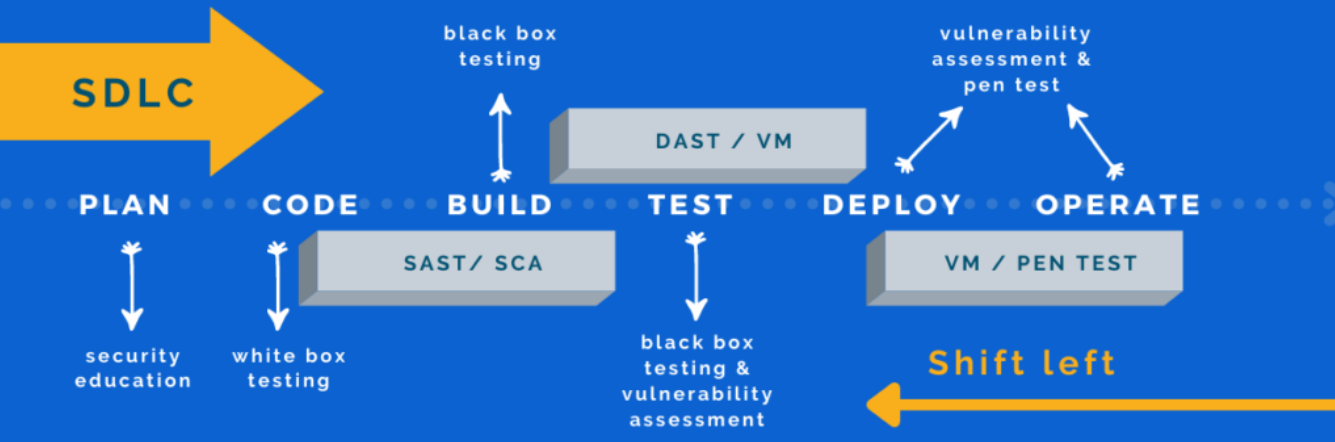 SDLC
black box
testing
vulnerability
assessment &
pen test
DAST / VM
PLAN
CODE
BUILD
TEST
DEPLOY
OPERATE
SAST/ SCA
VM / PEN TEST
security
education
white box
testing
black box
testing &
vulnerability
assessment
Shift left